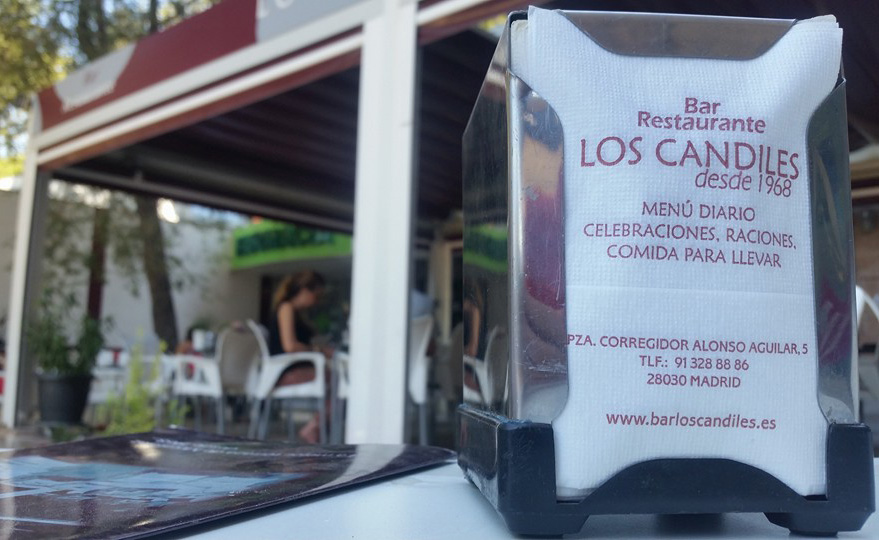 Bar
Restaurante
LOS CANDILES
desde 1968
MENÚ DIARIO
CELEBRACIONES, RACIONES,
COMIDA PARA LLEVAR
PZA. CORREGIDOR ALONSO AGUILAR, 5
TLF.: 91 328 88 86
28030 MADRID
www.barloscandiles.es